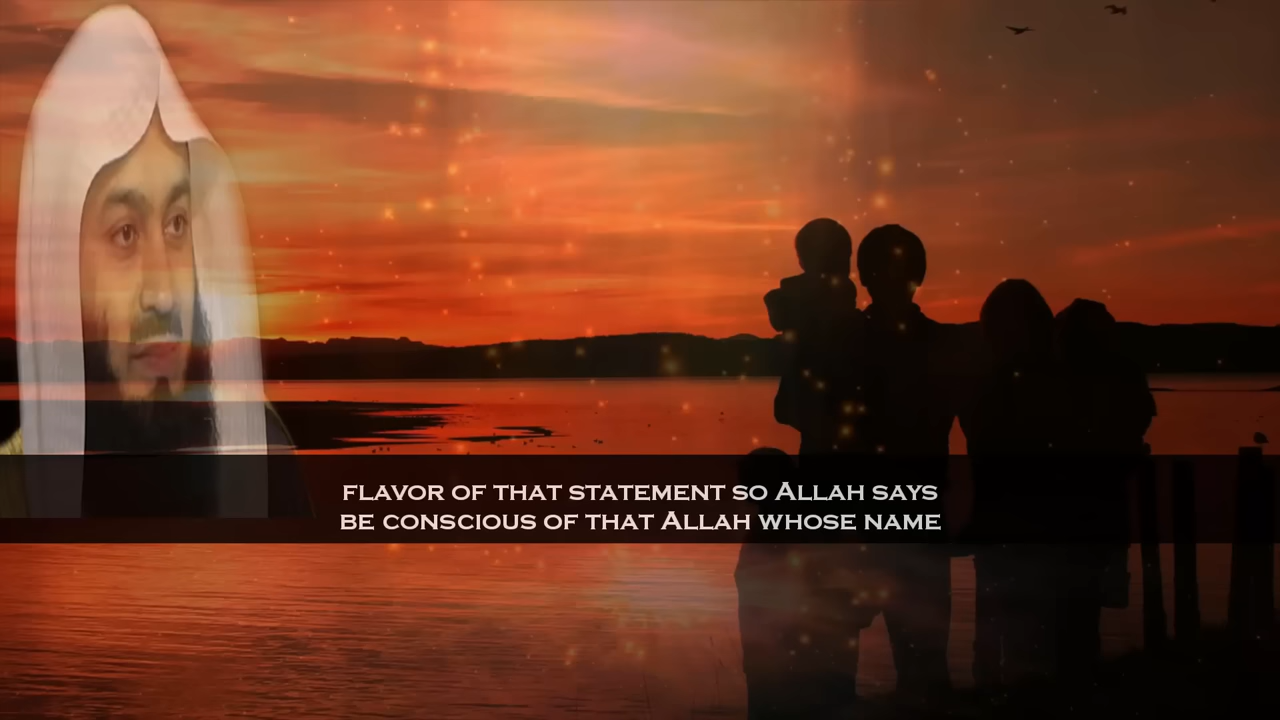 FLAVOR OF THAT STATEMENT SO ALLAH SAYS
BE CONSCIOUS OF THAT ALLAH WHOSE NAME